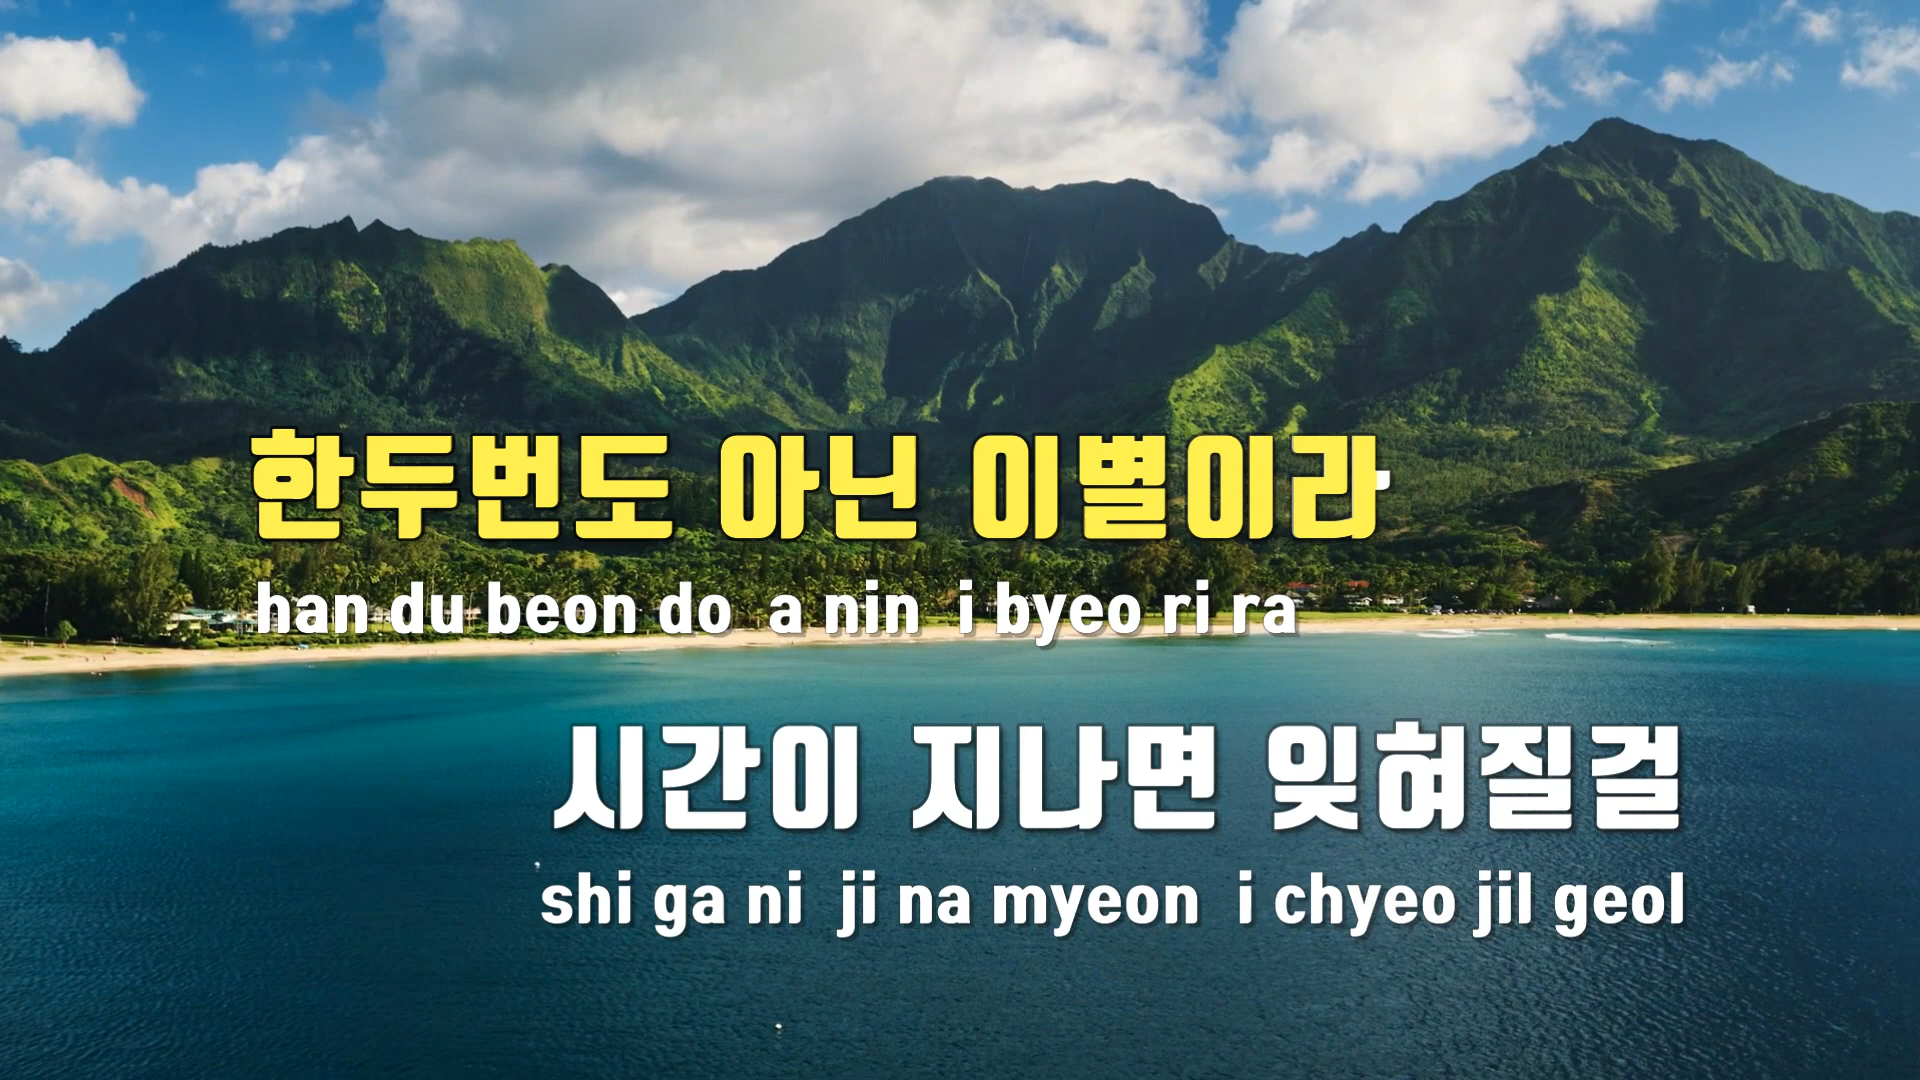 한두번도 아닌 이별이라
han du beon do a nin i byeo ri ra
시간이 지나면 잊혀질걸
shi ga ni ji na myeon i chyeo jil geol